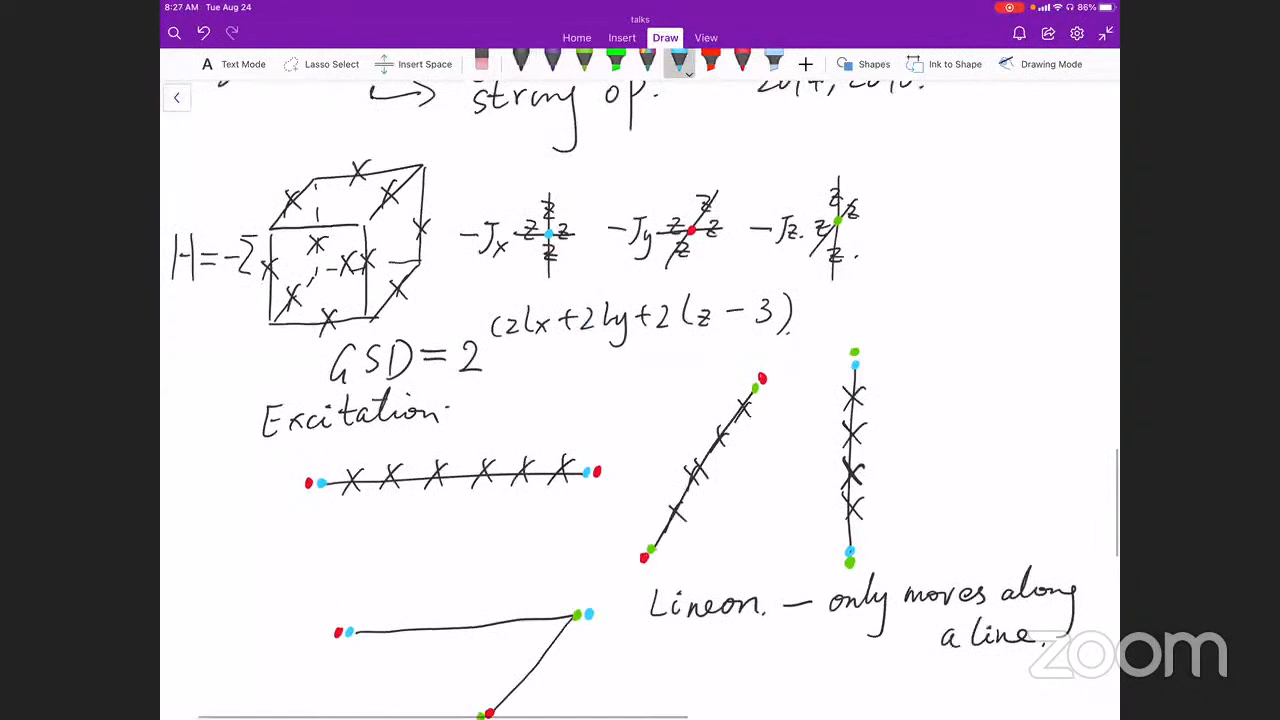 8:27 AM Tue Aug 24
86%
talks
Home Insert Draw View
Text Mode Lasso Select Insert Space Shapes Ink to Shape Drawing Mode
string op.
H = -Σ X X X X X X X X X X X X - Jx Z Z Z Z - Jy Z Z Z Z - Jz Z Z Z Z
GSD = 2^(2lx+2ly+2lz-3)
Excitation.
X X X X X X
X X X X X
X X X X
Lineon. — only moves along
a line.
zoom